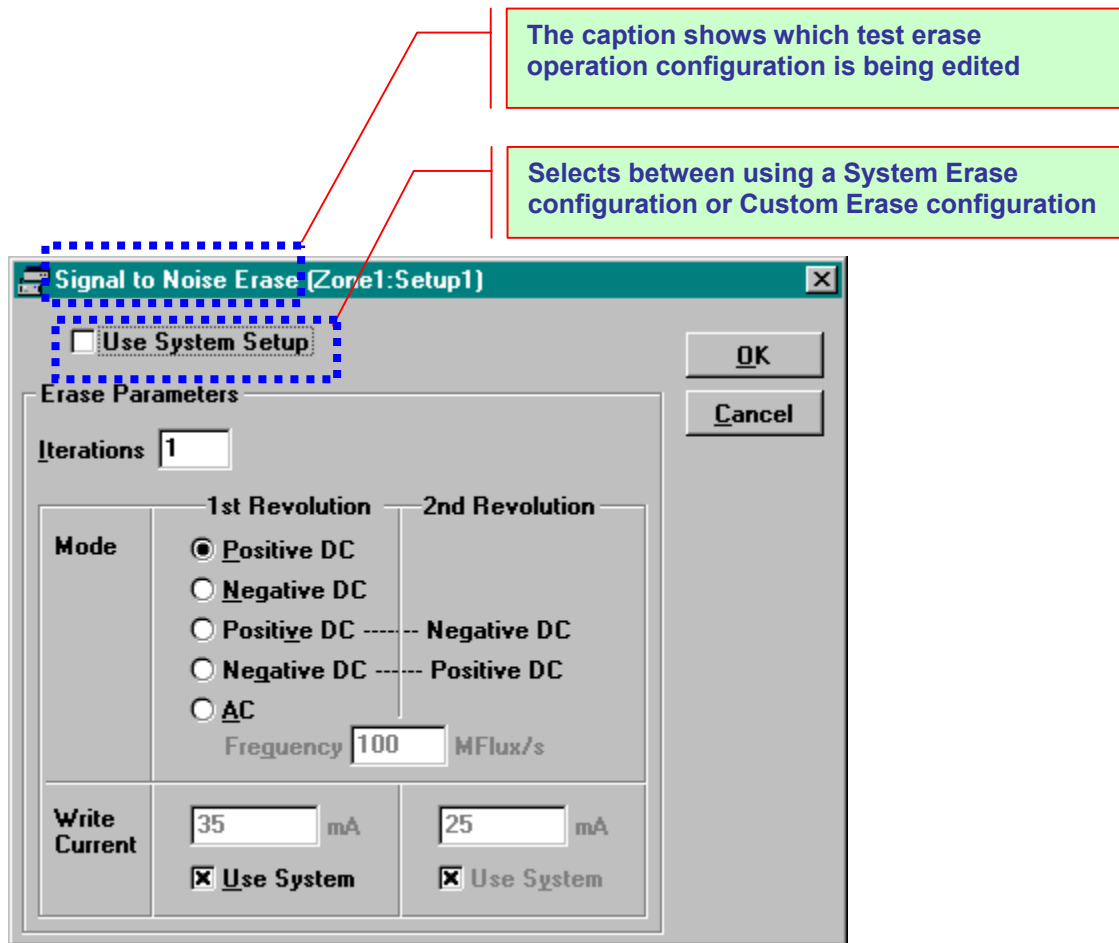 The caption shows which test erase
operation configuration is being edited
Selects between using a System Erase
configuration or Custom Erase configuration
Signal to Noise Erase (Zone1:Setup1)
Use System Setup
OK
Cancel
Erase Parameters
Iterations 1
1st Revolution 2nd Revolution
Mode
Positive DC
Negative DC
Positive DC ------ Negative DC
Negative DC ------ Positive DC
AC
Frequency 100 MFlux/s
Write
Current
35 mA 25 mA
Use System Use System